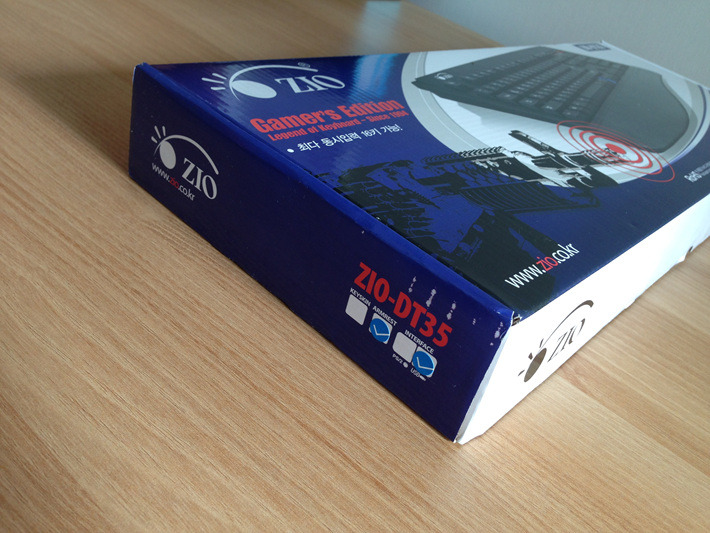 ZIO
Gamer's Edition
Legend of Keyboard - Since 1984
• 최다 동시입력 16키 가능!
www.zio.co.kr
ZIO
www.zio.co.kr
ZIO-DT35
KEYSKIN ARMREST INTERFACE
PS/2 USB
ZIO